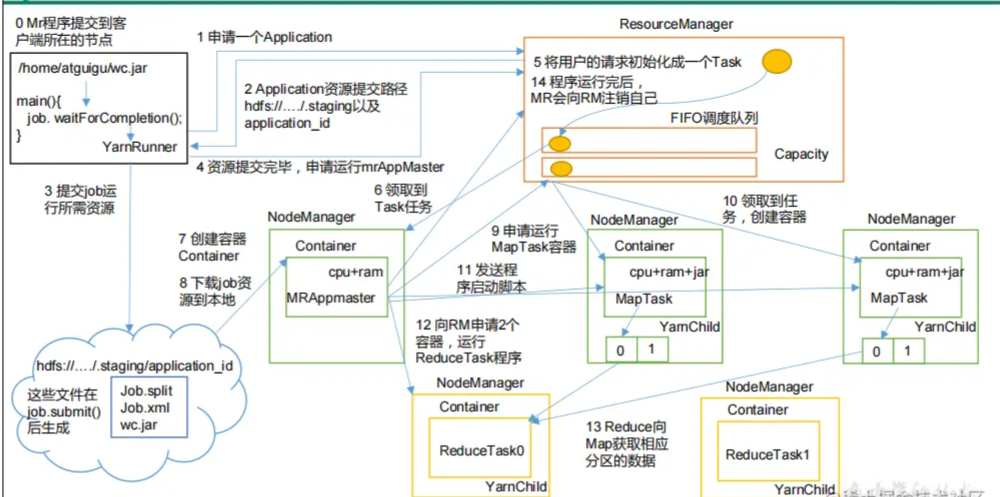 0 Mr程序提交到客
户端所在的节点
/home/atguigu/wc.jar
main(){
job. waitForCompletion();
}
YarnRunner
1 申请一个Application
2 Application资源提交路径
hdfs://…./.staging以及
application_id
4 资源提交完毕，申请运行mrAppMaster
ResourceManager
5 将用户的请求初始化成一个Task
14 程序运行完后，
MR会向RM注销自己
FIFO调度队列
Capacity
3 提交job运
行所需资源
6 领取到
Task任务
7 创建容器
Container
8 下载job资
源到本地
NodeManager
Container
cpu+ram
MRAppmaster
9 申请运行
MapTask容器
11 发送程
序启动脚本
NodeManager
Container
cpu+ram+jar
MapTask
YarnChild
0 1
10 领取到任
务，创建容器
NodeManager
Container
cpu+ram+jar
MapTask
YarnChild
0 1
hdfs://…./.staging/application_id
这些文件在
job.submit()
后生成
Job.split
Job.xml
wc.jar
12 向RM申请2个
容器，运行
ReduceTask程序
NodeManager
Container
ReduceTask0
YarnChild
13 Reduce向
Map获取相应
分区的数据
NodeManager
Container
ReduceTask1
YarnChild